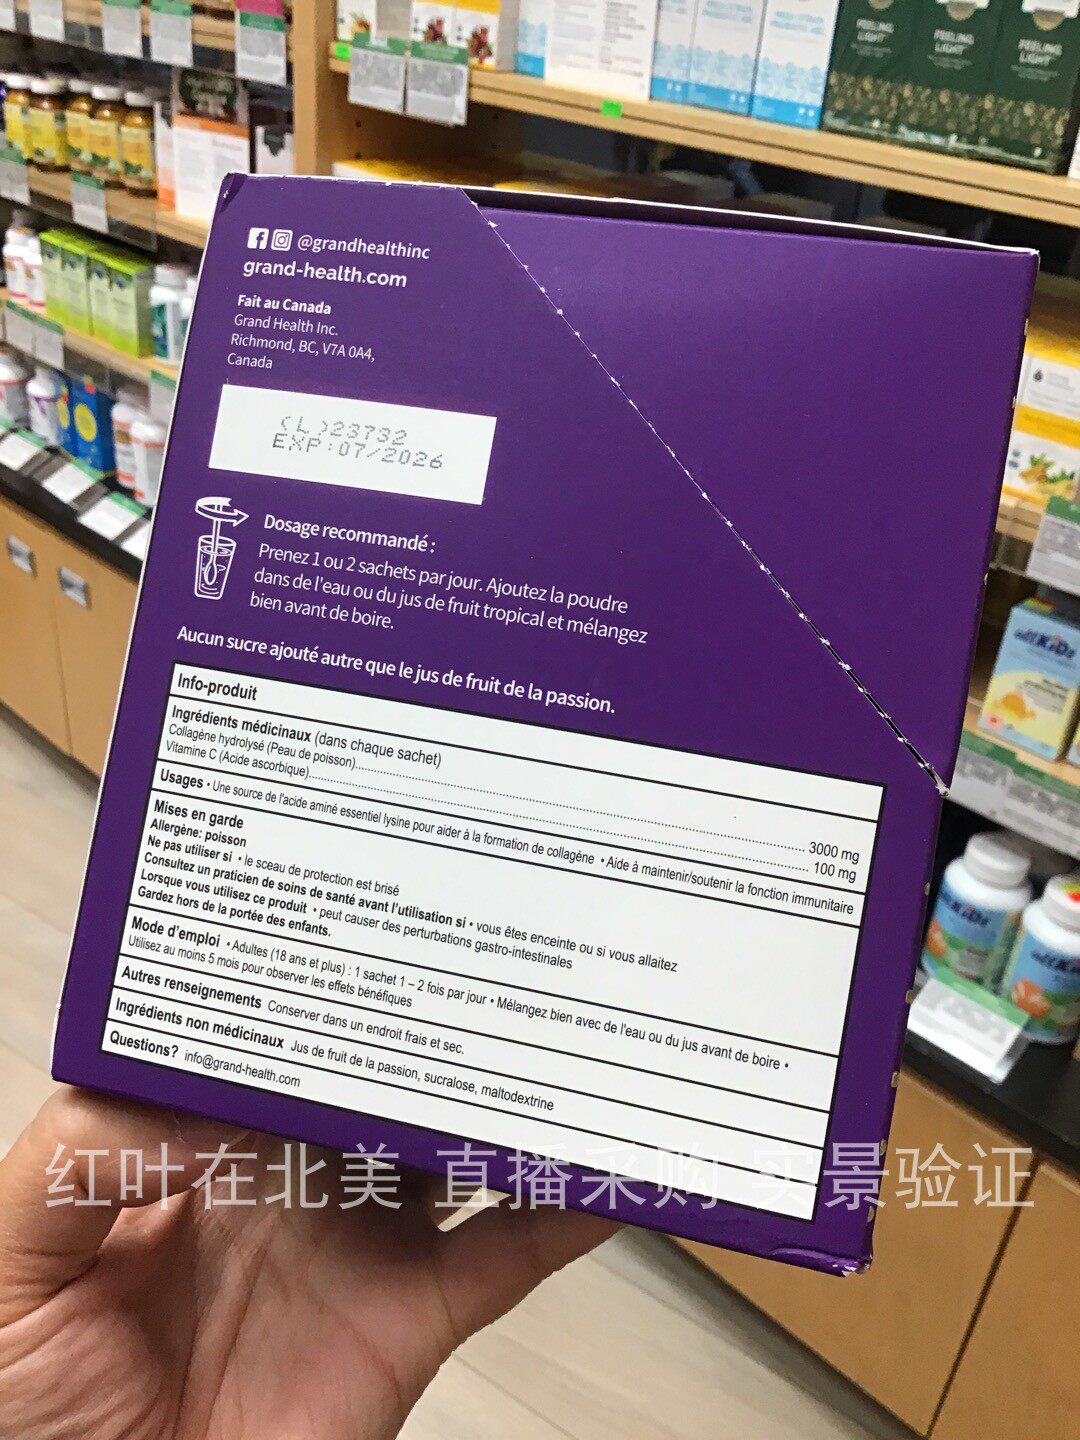 FEELING
LIGHT
FEELING
LIGHT
FEELING
LIGHT
@grandhealthinc
grand-health.com
Fait au Canada
Grand Health Inc.
Richmond, BC, V7A 0A4,
Canada
(L)23732
EXP:07/2026
Dosage recommandé :
Prenez 1 ou 2 sachets par jour. Ajoutez la poudre
dans de l'eau ou du jus de fruit tropical et mélangez
bien avant de boire.
Aucun sucre ajouté autre que le jus de fruit de la passion.
Info-produit
Ingrédients médicinaux (dans chaque sachet)
Collagène hydrolysé (Peau de poisson)........ 3000 mg
Vitamine C (Acide ascorbique)........ 100 mg
Usages • Une source de l'acide aminé essentiel lysine pour aider à la formation de collagène • Aide à maintenir/soutenir la fonction immunitaire
Mises en garde
Allergène: poisson
Ne pas utiliser si • le sceau de protection est brisé
Consultez un praticien de soins de santé avant l'utilisation si • vous êtes enceinte ou si vous allaitez
Lorsque vous utilisez ce produit • peut causer des perturbations gastro-intestinales
Gardez hors de la portée des enfants.
Mode d'emploi • Adultes (18 ans et plus) : 1 sachet 1 – 2 fois par jour • Mélangez bien avec de l'eau ou du jus avant de boire •
Utilisez au moins 5 mois pour observer les effets bénéfiques
Autres renseignements Conserver dans un endroit frais et sec.
Ingrédients non médicinaux Jus de fruit de la passion, sucralose, maltodextrine
Questions? info@grand-health.com
红叶在北美 直播采购 实景验证